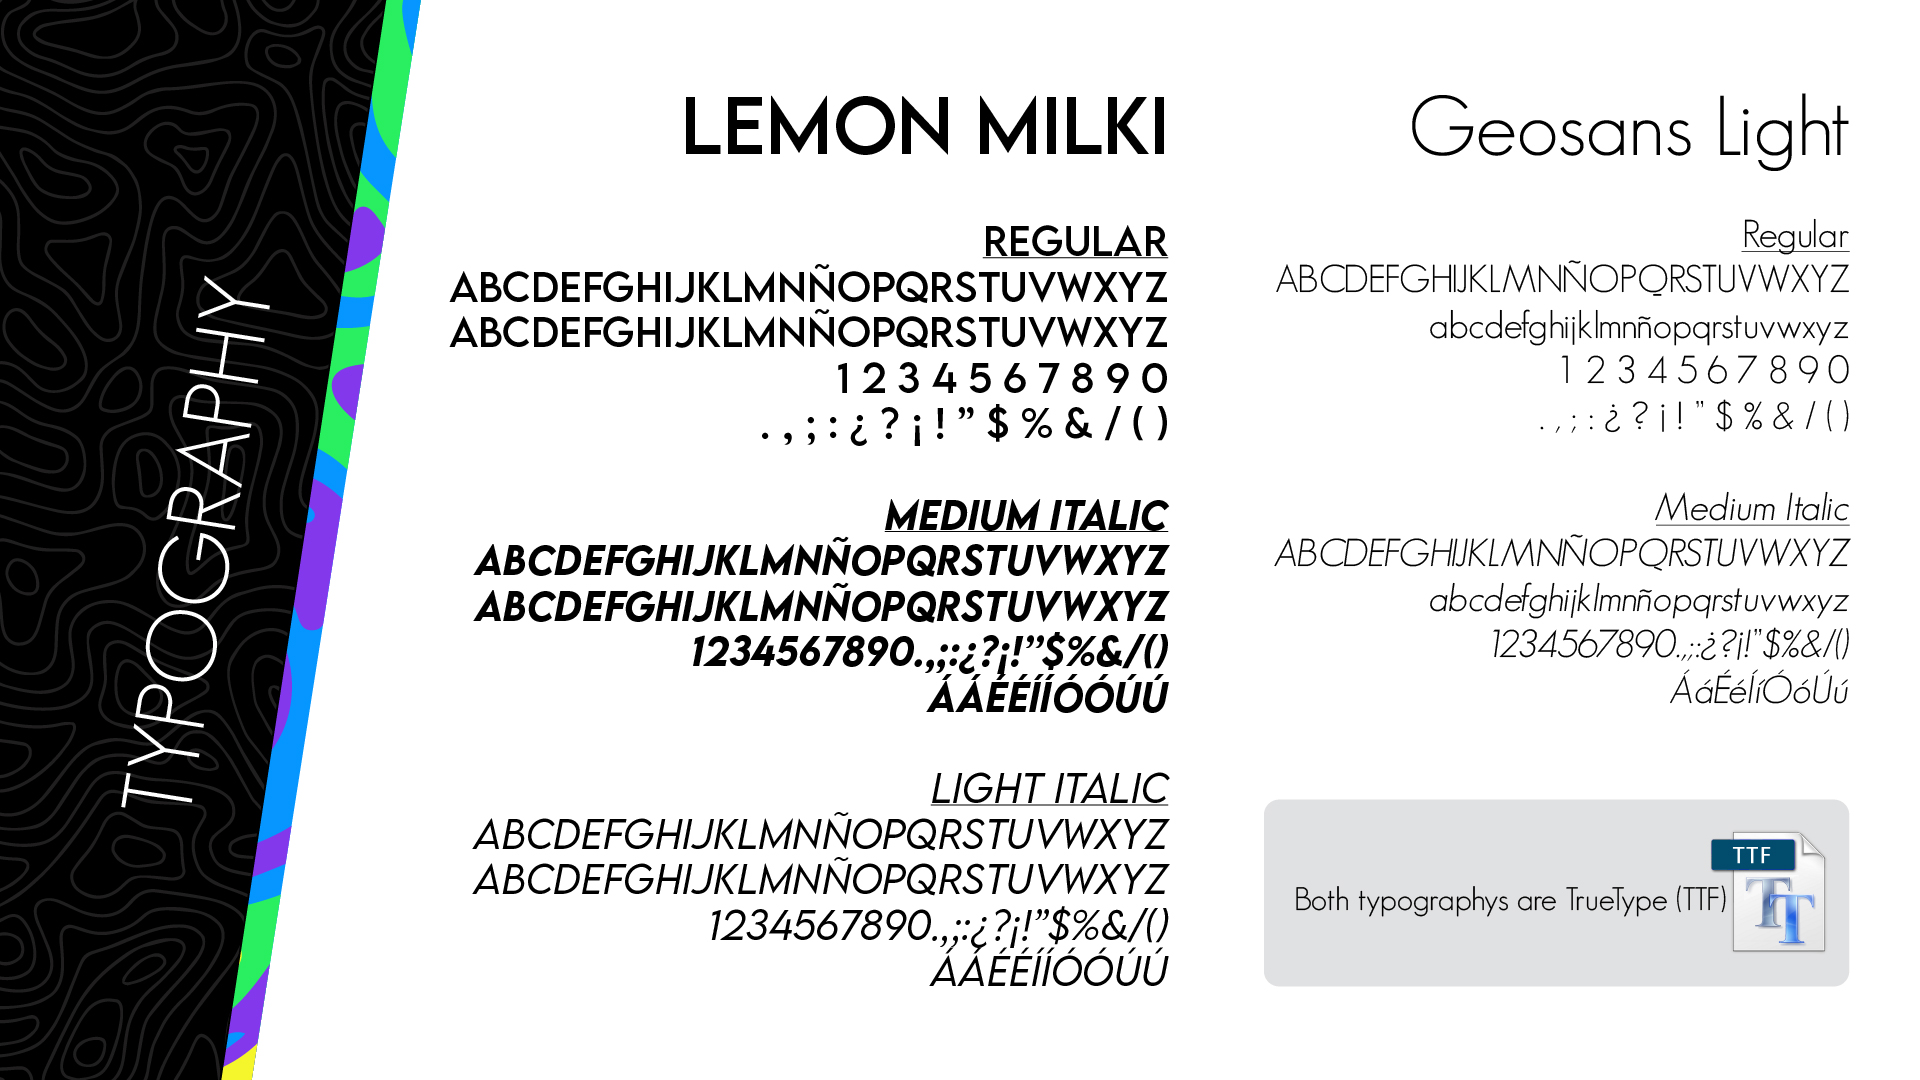 TYPOGRAPHY
LEMON MILKI
REGULAR
ABCDEFGHIJKLMNÑOPQRSTUVWXYZ
ABCDEFGHIJKLMNÑOPQRSTUVWXYZ
1 2 3 4 5 6 7 8 9 0
. , ; : ¿ ? ¡ ! ” $ % & / ( )
MEDIUM ITALIC
ABCDEFGHIJKLMNÑOPQRSTUVWXYZ
ABCDEFGHIJKLMNÑOPQRSTUVWXYZ
1234567890.,;:¿?¡!”$%&/()
ÁÁÉÉÍÍÓÓÚÚ
LIGHT ITALIC
ABCDEFGHIJKLMNÑOPQRSTUVWXYZ
ABCDEFGHIJKLMNÑOPQRSTUVWXYZ
1234567890.,;:¿?¡!”$%&/()
ÁÁÉÉÍÍÓÓÚÚ
Geosans Light
Regular
ABCDEFGHIJKLMNÑOPQRSTUVWXYZ
abcdefghijklmnñopqrstuvwxyz
1 2 3 4 5 6 7 8 9 0
. , ; : ¿ ? ¡ ! ” $ % & / ( )
Medium Italic
ABCDEFGHIJKLMNÑOPQRSTUVWXYZ
abcdefghijklmnñopqrstuvwxyz
1234567890.,;:¿?¡!”$%&/()
ÁáÉéÍíÓóÚú
Both typographys are TrueType (TTF)
TTF
TT